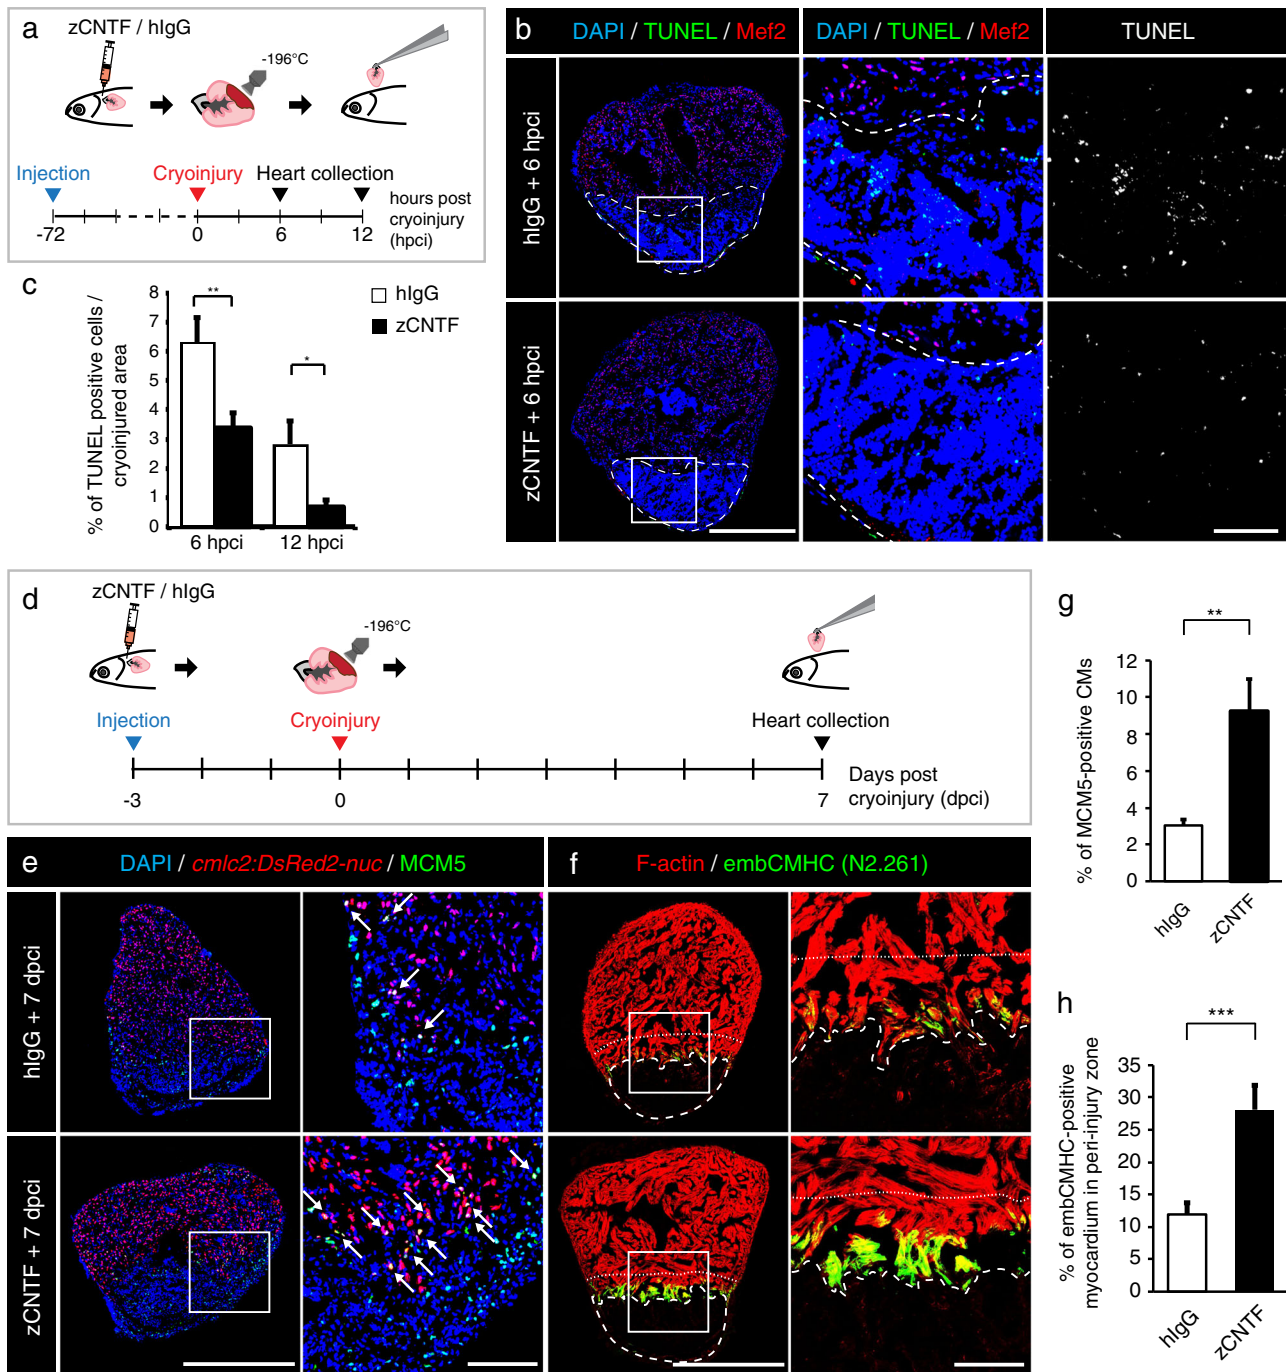 a
zCNTF / hIgG
-196°C
Injection
Cryoinjury
Heart collection
hours post
cryoinjury
(hpci)
-72
0
6
12
b
DAPI / TUNEL / Mef2
DAPI / TUNEL / Mef2
TUNEL
hIgG + 6 hpci
zCNTF + 6 hpci
c
% of TUNEL positive cells /
cryoinjured area
8
7
6
5
4
3
2
1
0
**
*
hIgG
zCNTF
6 hpci
12 hpci
d
zCNTF / hIgG
-196°C
Injection
Cryoinjury
Heart collection
-3
0
7
Days post
cryoinjury (dpci)
e
DAPI / cmlc2:DsRed2-nuc / MCM5
hIgG + 7 dpci
zCNTF + 7 dpci
f
F-actin / embCMHC (N2.261)
g
% of MCM5-positive CMs
**
12
10
8
6
4
2
0
hIgG
zCNTF
h
% of embCMHC-positive
myocardium in peri-injury zone
***
35
30
25
20
15
10
5
0
hIgG
zCNTF